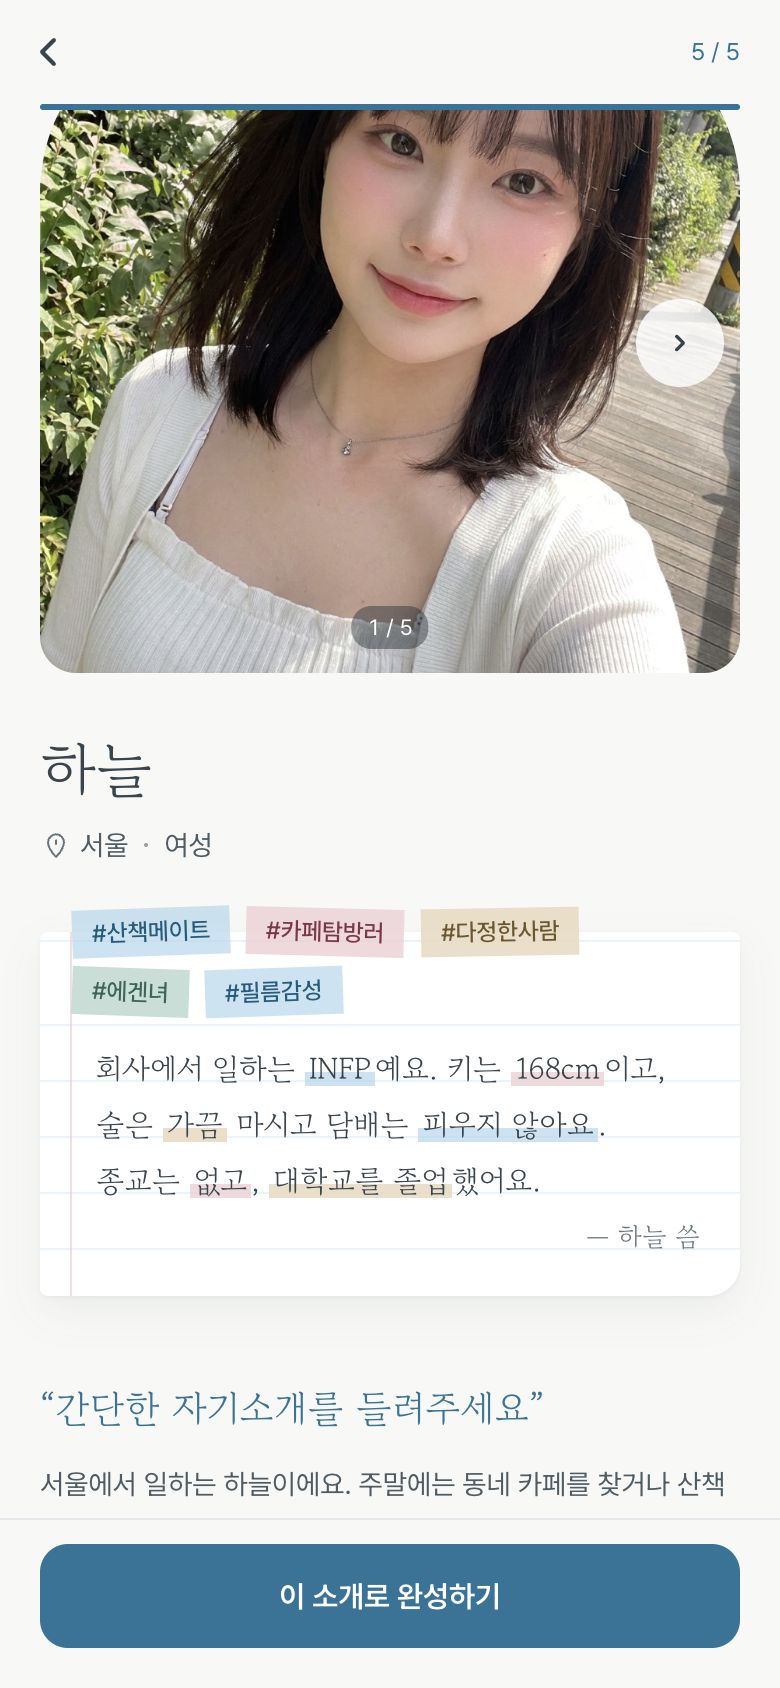 5 / 5
1 / 5
하늘
서울 · 여성
#산책메이트 #카페탐방러 #다정한사람
#에겐녀 #필름감성
회사에서 일하는 INFP예요. 키는 168cm이고,
술은 가끔 마시고 담배는 피우지 않아요.
종교는 없고, 대학교를 졸업했어요.
— 하늘 씀
“간단한 자기소개를 들려주세요”
서울에서 일하는 하늘이에요. 주말에는 동네 카페를 찾거나 산책
이 소개로 완성하기